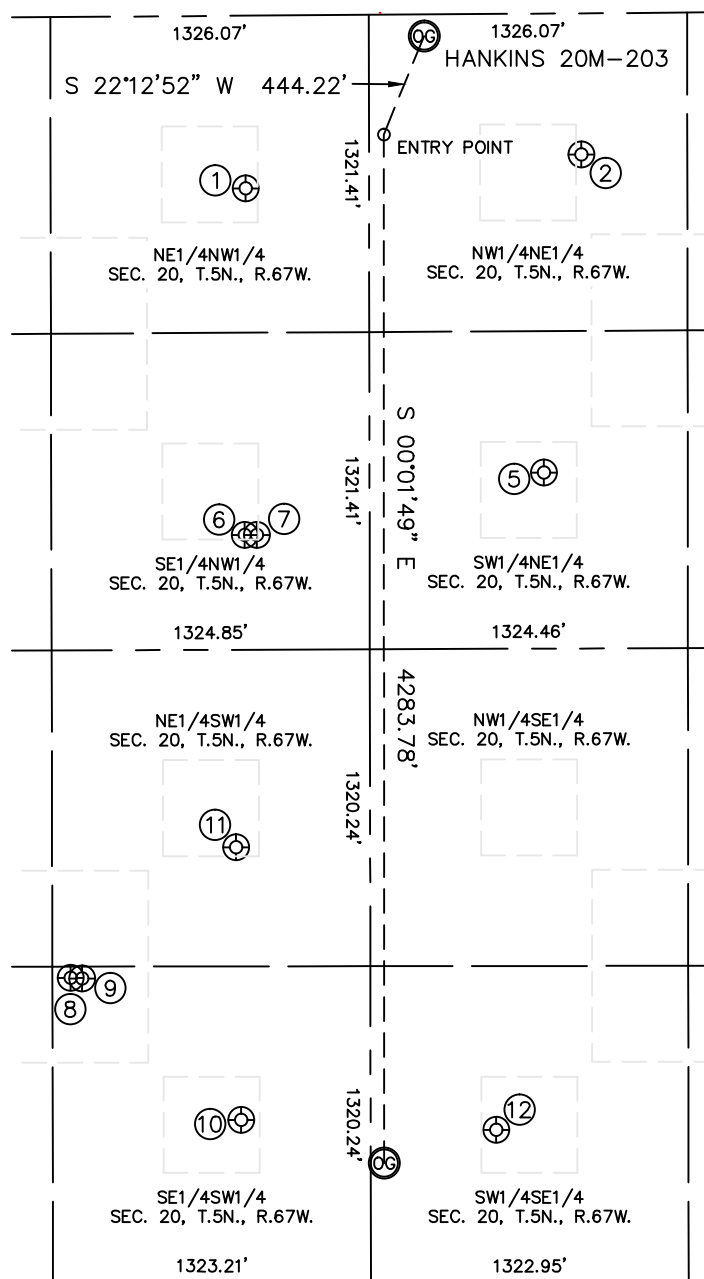 1326.07’
1326.07’
OG
HANKINS 20M-203
S 22°12’52” W 444.22’
ENTRY POINT
1321.41’
1
2
NE1/4NW1/4
SEC. 20, T.5N., R.67W.
NW1/4NE1/4
SEC. 20, T.5N., R.67W.
S 00°01’49” E 4283.78’
1321.41’
5
6
7
SE1/4NW1/4
SEC. 20, T.5N., R.67W.
SW1/4NE1/4
SEC. 20, T.5N., R.67W.
1324.85’
1324.46’
NE1/4SW1/4
SEC. 20, T.5N., R.67W.
NW1/4SE1/4
SEC. 20, T.5N., R.67W.
1320.24’
11
9
8
1320.24’
10
12
OG
SE1/4SW1/4
SEC. 20, T.5N., R.67W.
SW1/4SE1/4
SEC. 20, T.5N., R.67W.
1323.21’
1322.95’